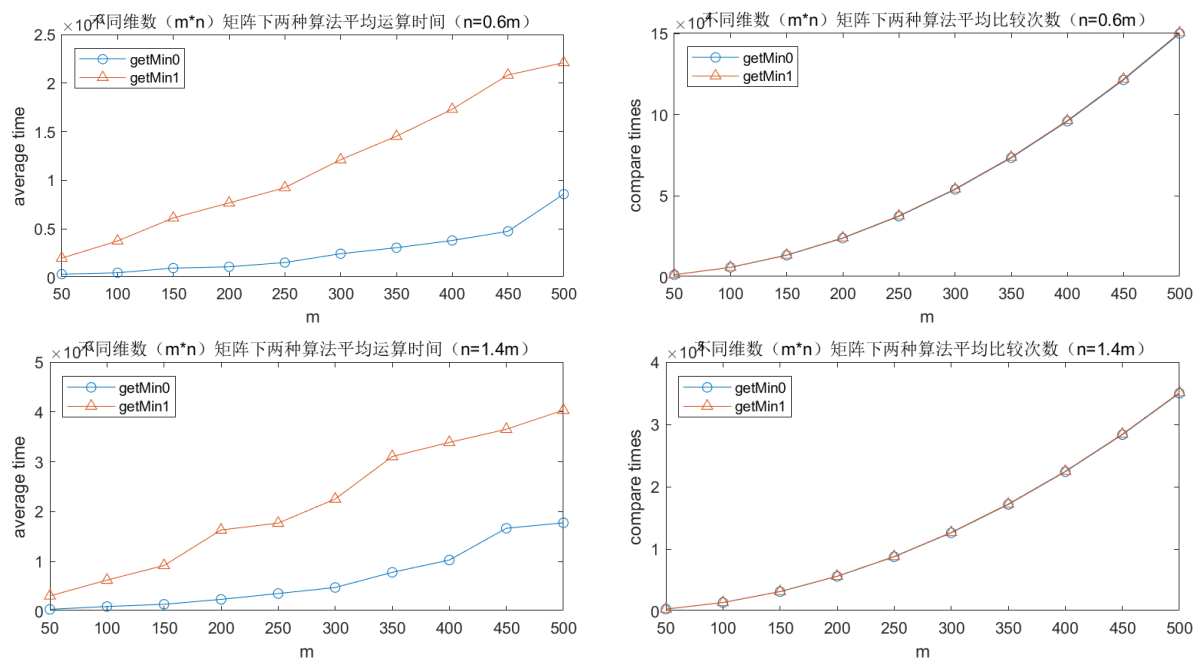 不同维数（m*n）矩阵下两种算法平均运算时间（n=0.6m）
×10
2.5
2
1.5
1
0.5
0
average time
getMin0
getMin1
50 100 150 200 250 300 350 400 450 500
m
不同维数（m*n）矩阵下两种算法平均比较次数（n=0.6m）
×10⁴
15
10
5
0
compare times
getMin0
getMin1
50 100 150 200 250 300 350 400 450 500
m
不同维数（m*n）矩阵下两种算法平均运算时间（n=1.4m）
×10
5
4
3
2
1
0
average time
getMin0
getMin1
50 100 150 200 250 300 350 400 450 500
m
不同维数（m*n）矩阵下两种算法平均比较次数（n=1.4m）
×10⁵
4
3
2
1
0
compare times
getMin0
getMin1
50 100 150 200 250 300 350 400 450 500
m